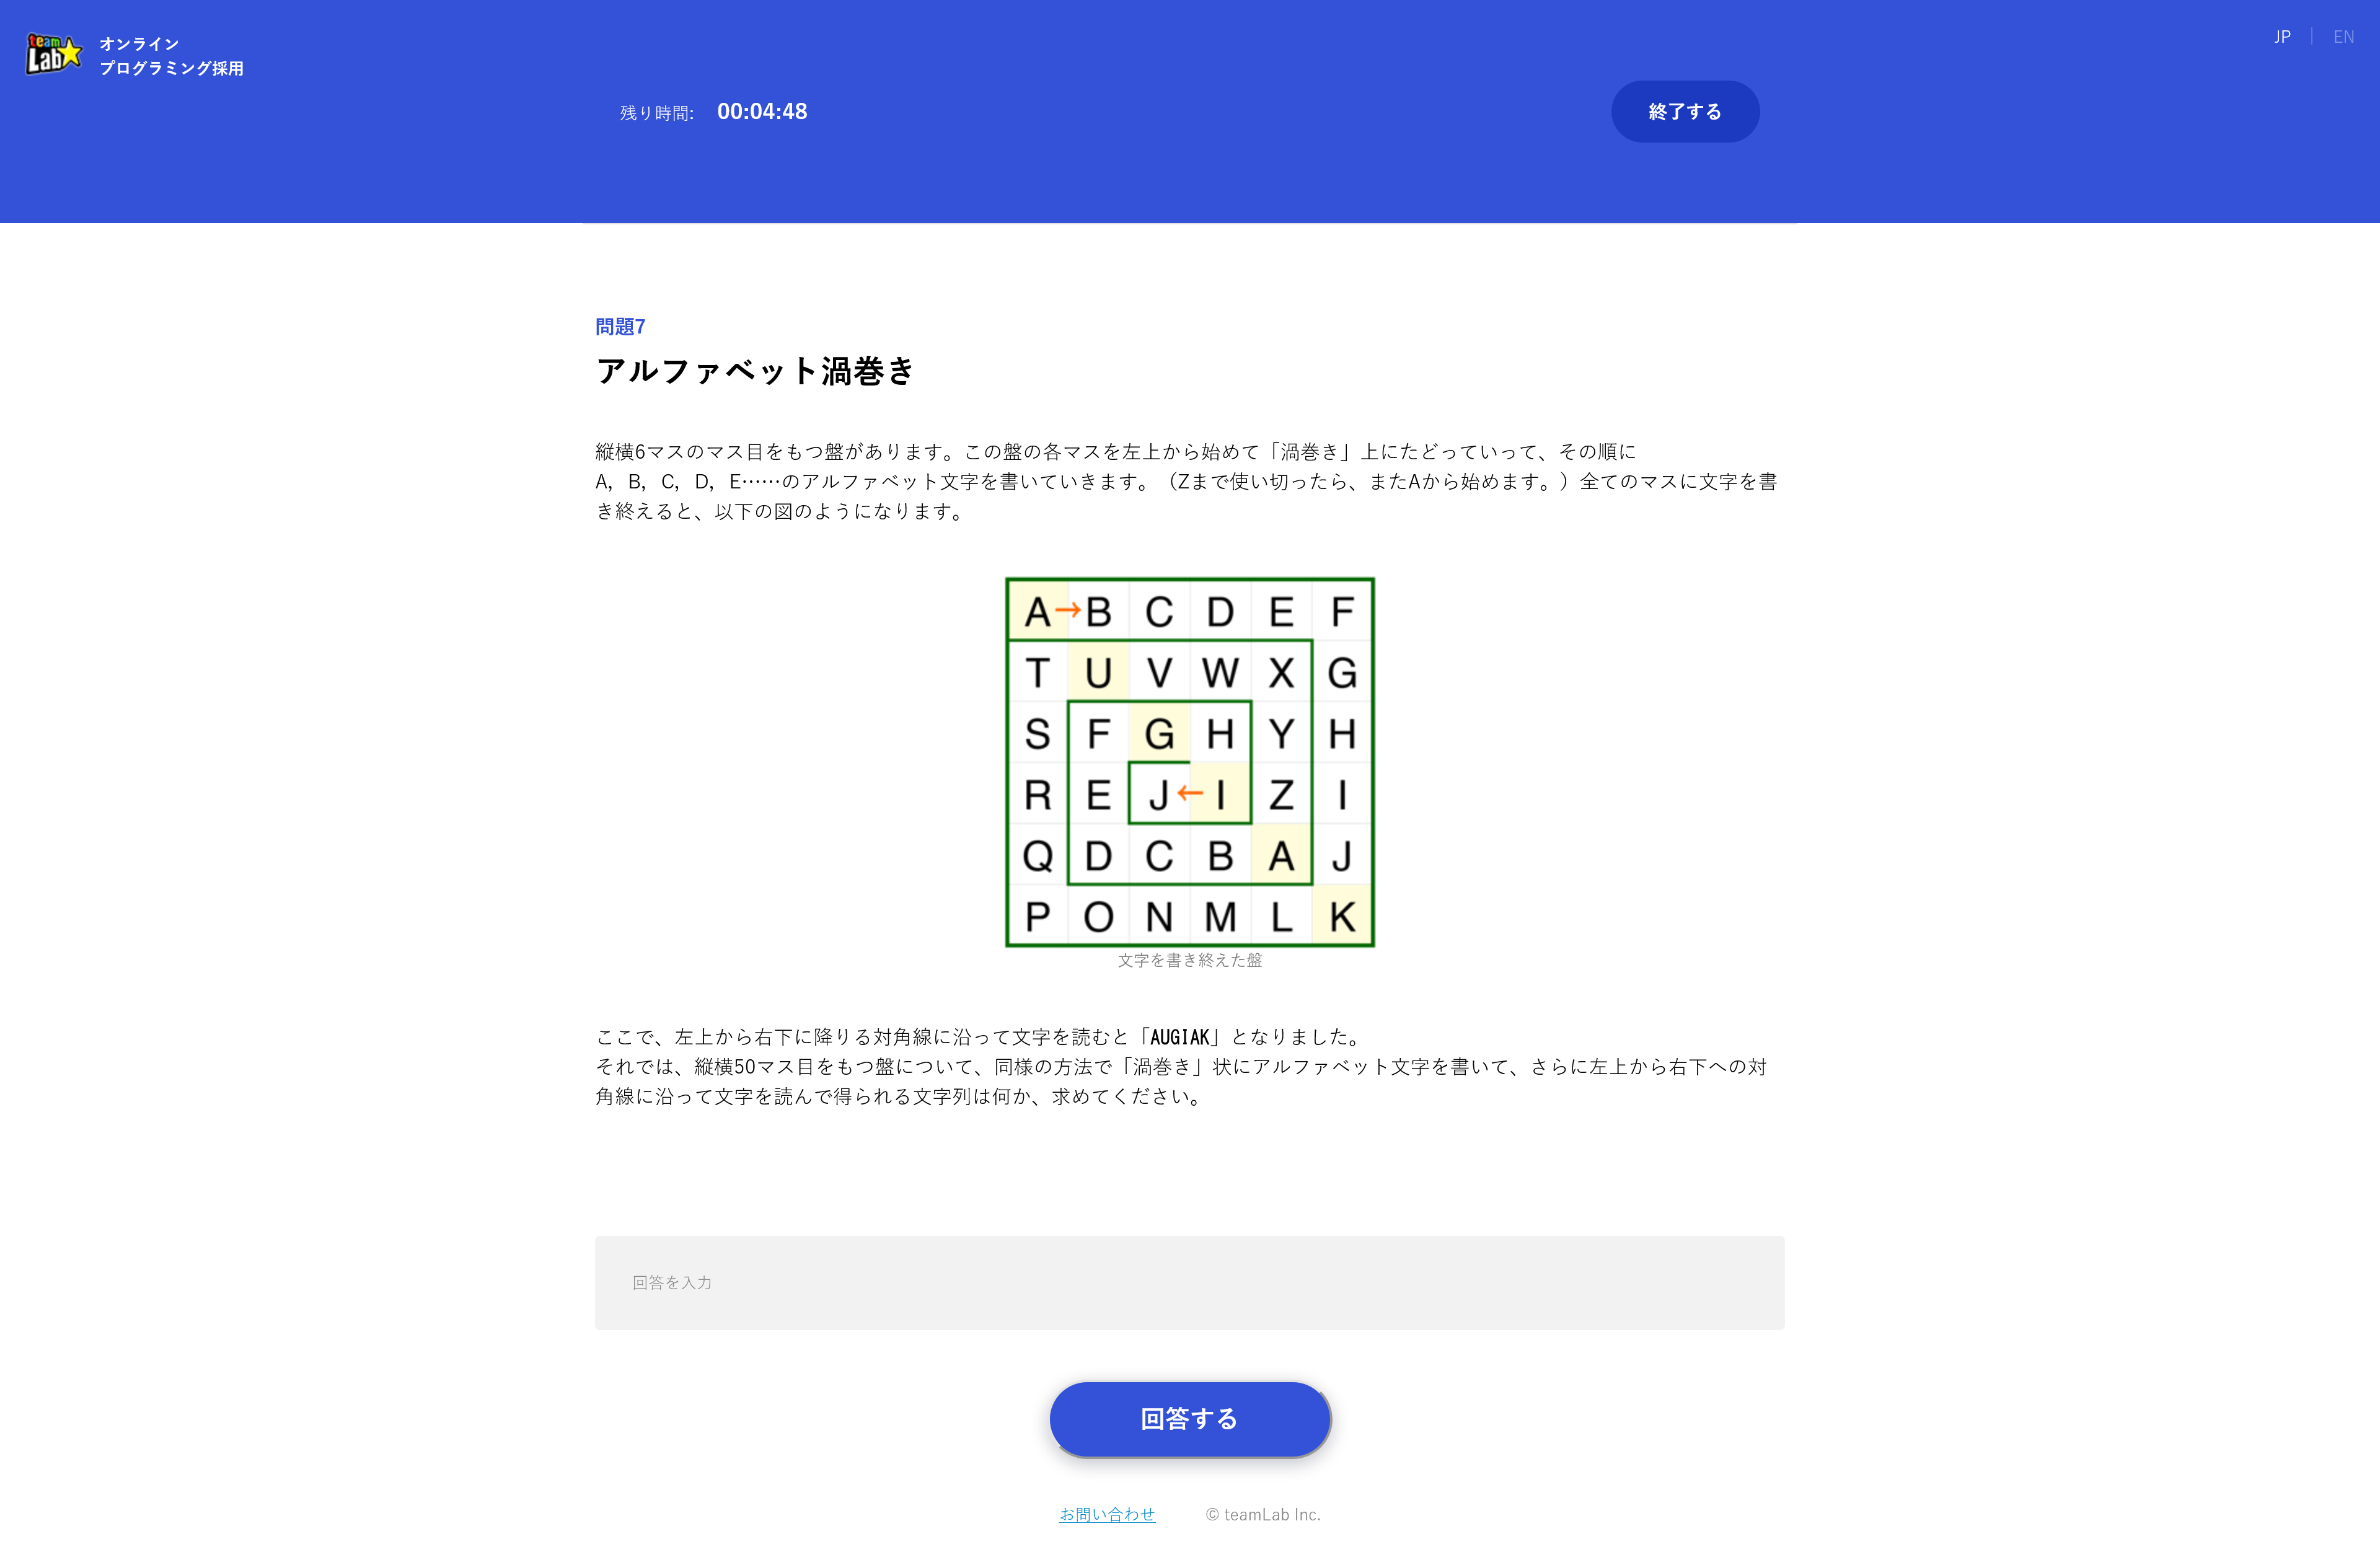 team
Lab
オンライン
プログラミング採用
JP | EN
残り時間: 00:04:48
終了する
問題7
アルファベット渦巻き
縦横6マスのマス目をもつ盤があります。この盤の各マスを左上から始めて「渦巻き」上にたどっていって、その順に
A, B, C, D, E……のアルファベット文字を書いていきます。（Zまで使い切ったら、またAから始めます。）全てのマスに文字を書
き終えると、以下の図のようになります。
A→B C D E F
T U V W X G
S F G H Y H
R E J←I Z I
Q D C B A J
P O N M L K
文字を書き終えた盤
ここで、左上から右下に降りる対角線に沿って文字を読むと「AUGIAK」となりました。
それでは、縦横50マス目をもつ盤について、同様の方法で「渦巻き」状にアルファベット文字を書いて、さらに左上から右下への対
角線に沿って文字を読んで得られる文字列は何か、求めてください。
回答を入力
回答する
お問い合わせ © teamLab Inc.